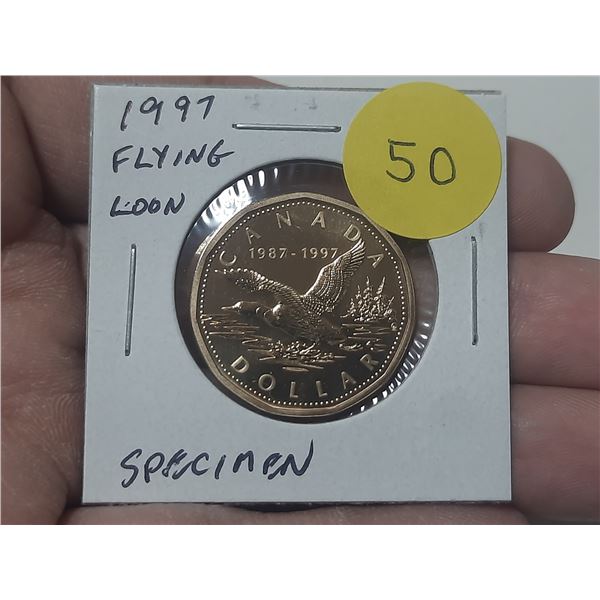 1997
FLYING
LOON
50
CANADA
1987-1997
DOLLAR
SPECIMEN